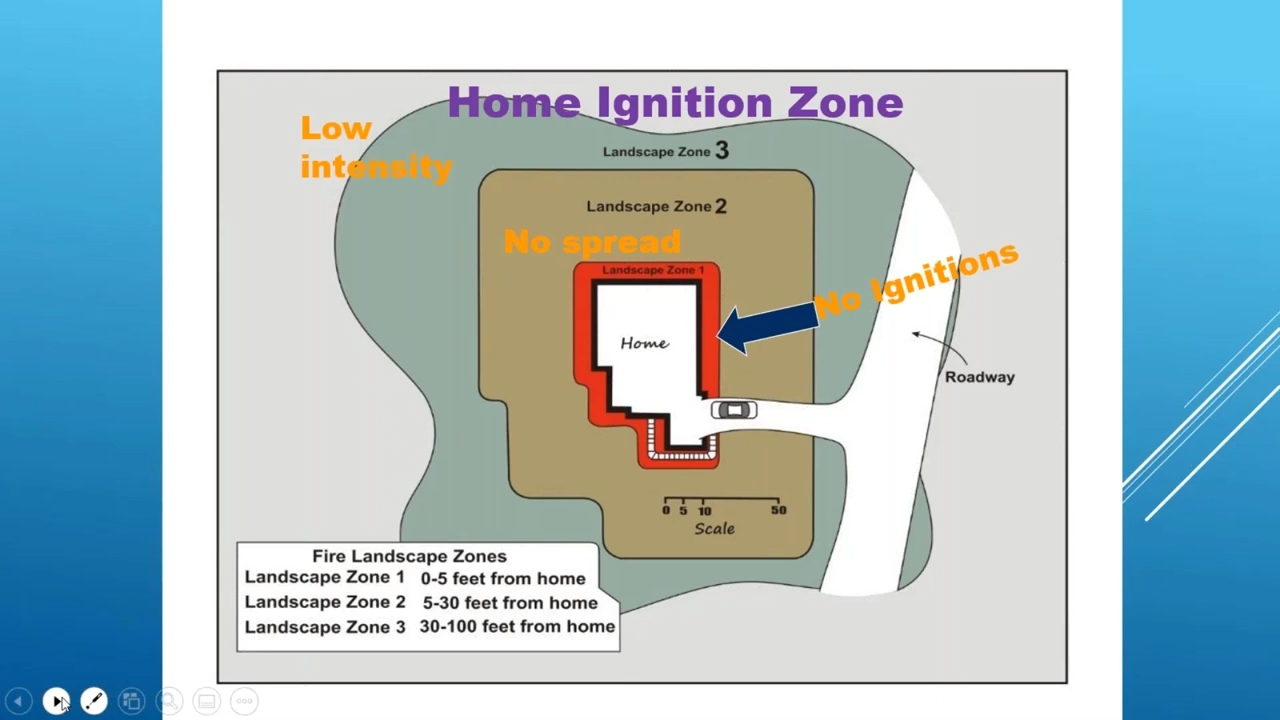 Home Ignition Zone
Low
intensity
Landscape Zone 3
Landscape Zone 2
No spread
Landscape Zone 1
No Ignitions
Home
Roadway
0 5 10 50
Scale
Fire Landscape Zones
Landscape Zone 1 0-5 feet from home
Landscape Zone 2 5-30 feet from home
Landscape Zone 3 30-100 feet from home